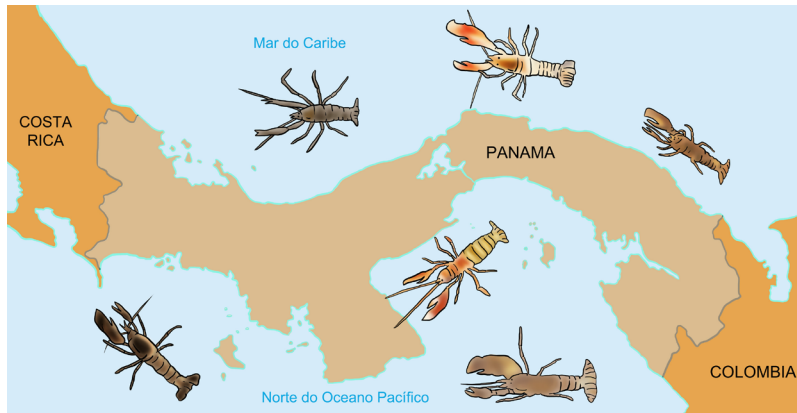 Mar do Caribe
COSTA
RICA
PANAMA
COLOMBIA
Norte do Oceano Pacífico